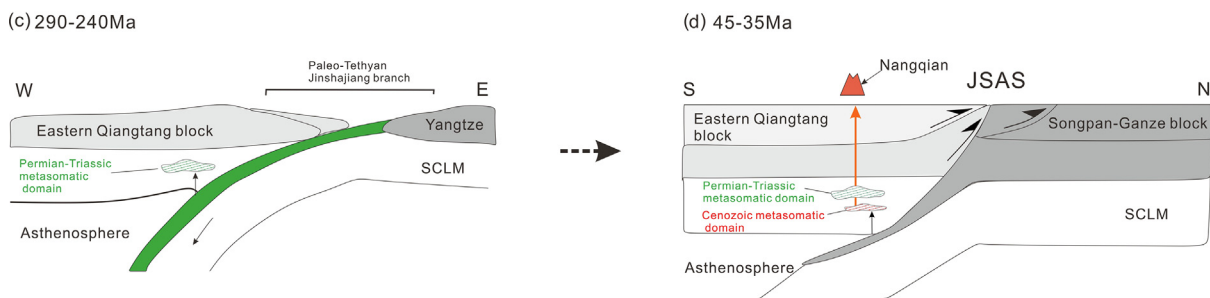 (c) 290-240Ma
Paleo-Tethyan
Jinshajiang branch
W
E
Eastern Qiangtang block
Yangtze
Permian-Triassic
metasomatic
domain
SCLM
Asthenosphere
(d) 45-35Ma
Nangqian
JSAS
S
N
Eastern Qiangtang
block
Songpan-Ganze block
Permian-Triassic
metasomatic domain
Cenozoic metasomatic
domain
SCLM
Asthenosphere